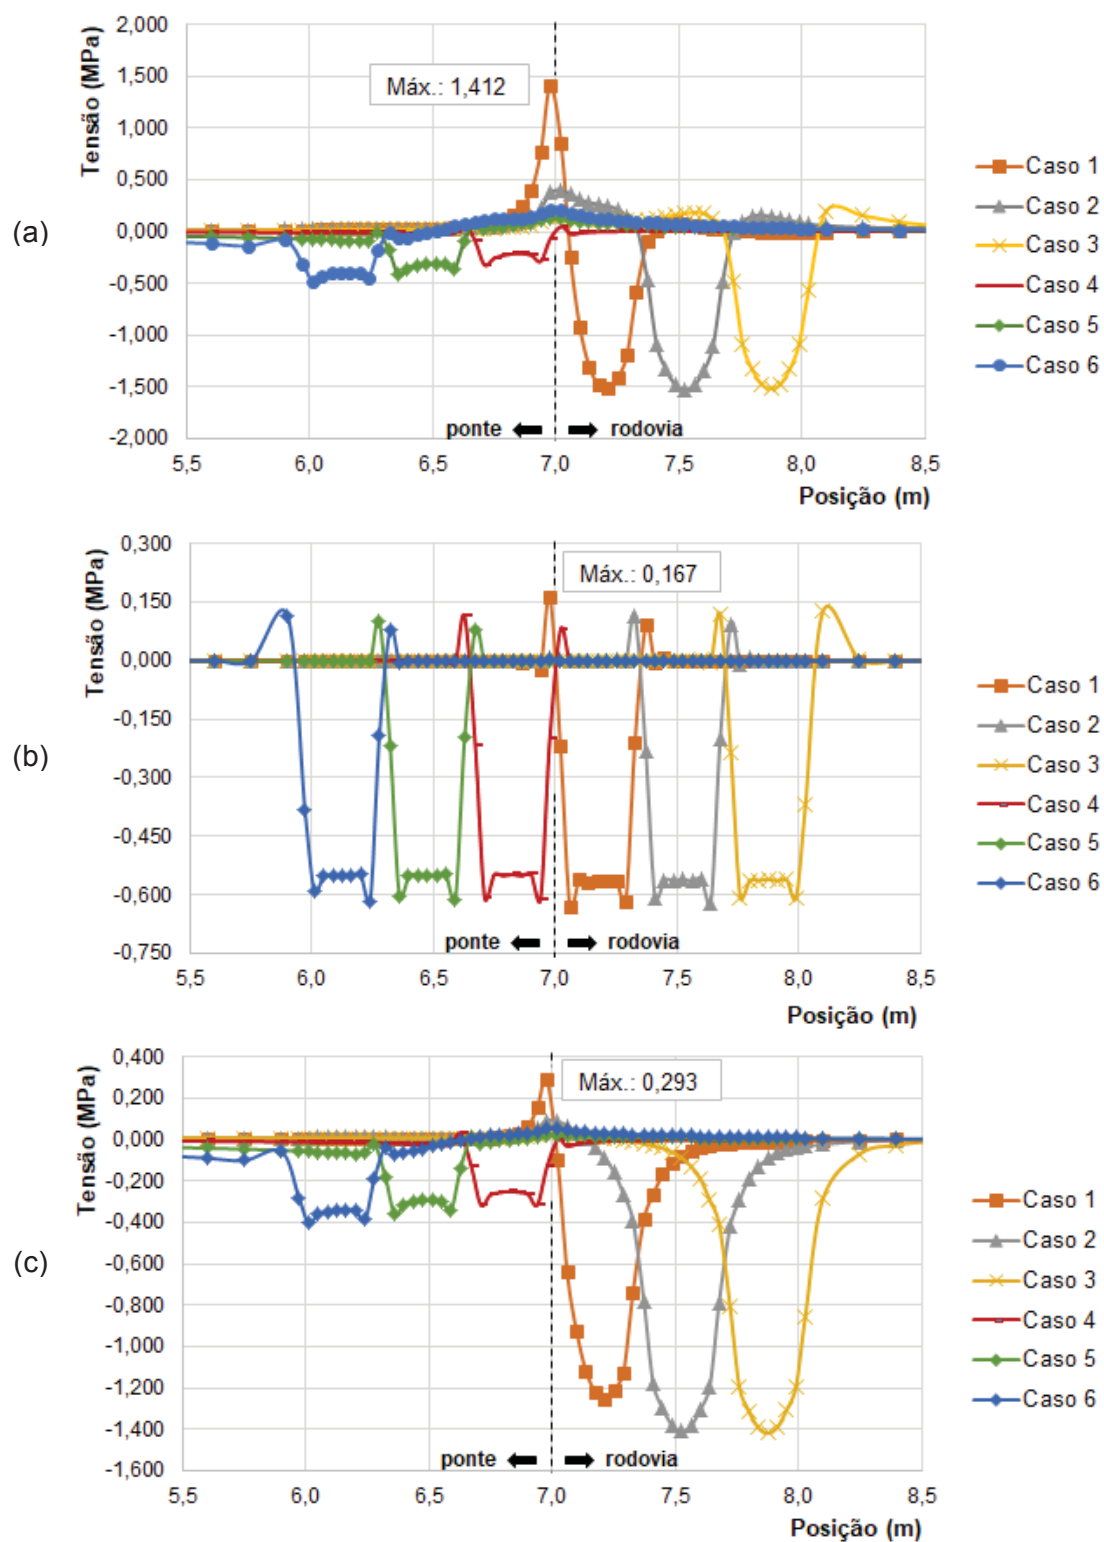 (a)
Tensão (MPa)
2,000
1,500
1,000
0,500
0,000
-0,500
-1,000
-1,500
-2,000
Máx.: 1,412
ponte
rodovia
5,5 6,0 6,5 7,0 7,5 8,0 8,5
Posição (m)
Caso 1
Caso 2
Caso 3
Caso 4
Caso 5
Caso 6
(b)
Tensão (MPa)
0,300
0,150
0,000
-0,150
-0,300
-0,450
-0,600
-0,750
Máx.: 0,167
ponte
rodovia
5,5 6,0 6,5 7,0 7,5 8,0 8,5
Posição (m)
Caso 1
Caso 2
Caso 3
Caso 4
Caso 5
Caso 6
(c)
Tensão (MPa)
0,400
0,200
0,000
-0,200
-0,400
-0,600
-0,800
-1,000
-1,200
-1,400
-1,600
Máx.: 0,293
ponte
rodovia
5,5 6,0 6,5 7,0 7,5 8,0 8,5
Posição (m)
Caso 1
Caso 2
Caso 3
Caso 4
Caso 5
Caso 6